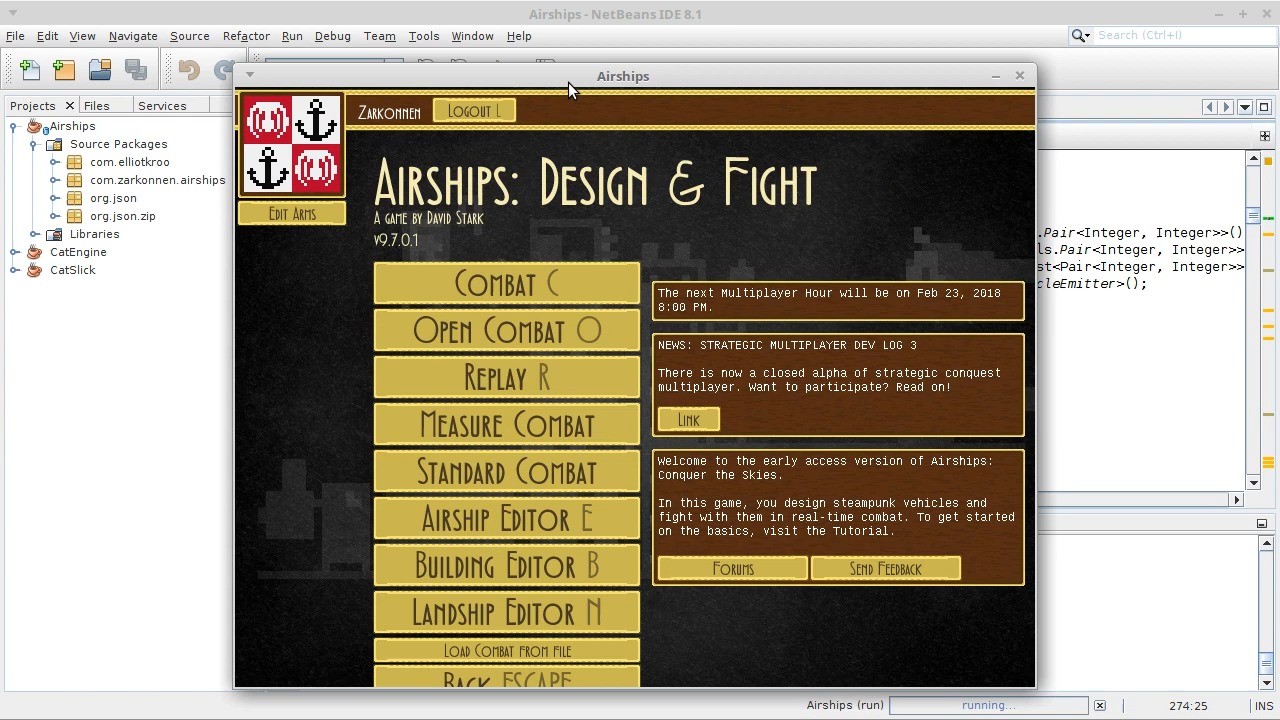 Airships - NetBeans IDE 8.1
File Edit View Navigate Source Refactor Run Debug Team Tools Window Help
Search (Ctrl+I)
Projects Files Services
Airships
Source Packages
com.elliotkroo
com.zarkonnen.airships
org.json
org.json.zip
Libraries
CatEngine
CatSlick
Airships
Zarkonnen
Logout L
Edit Arms
Airships: Design & Fight
A game by David Stark
v9.7.0.1
Combat C
Open Combat O
Replay R
Measure Combat
Standard Combat
Airship Editor E
Building Editor B
Landship Editor N
Load Combat from file
Back ESCAPE
The next Multiplayer Hour will be on Feb 23, 2018
8:00 PM.
NEWS: STRATEGIC MULTIPLAYER DEV LOG 3
There is now a closed alpha of strategic conquest
multiplayer. Want to participate? Read on!
Link
Welcome to the early access version of Airships:
Conquer the Skies.
In this game, you design steampunk vehicles and
fight with them in real-time combat. To get started
on the basics, visit the Tutorial.
Forums
Send Feedback
.Pair<Integer, Integer>>()
ls.Pair<Integer, Integer>>
st<Pair<Integer, Integer>>
cleEmitter>();
Airships (run)
running...
274:25
INS